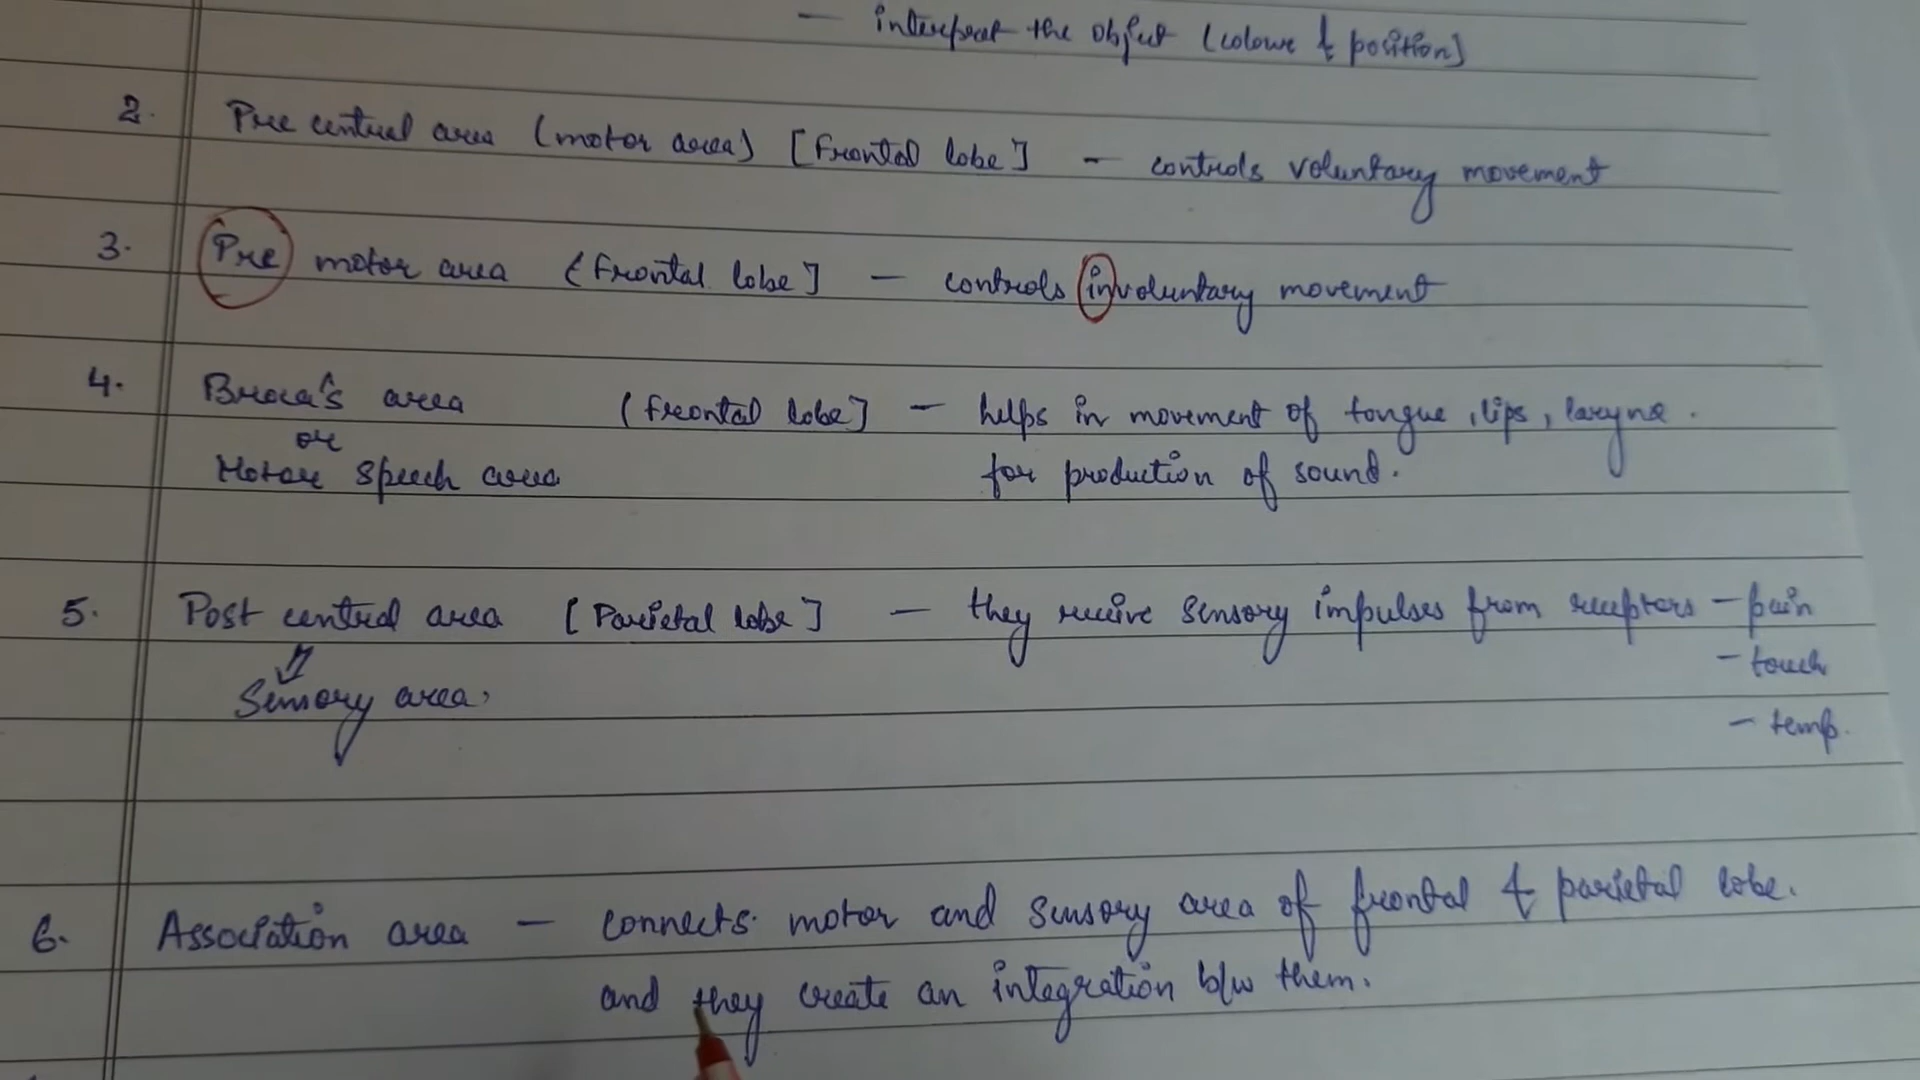 — interpreat the object (colour & position]
2. Pre central area (motor area) [Frontal lobe] — controls voluntary movement
3. Pre motor area (Frontal lobe] — controls involuntary movement
4. Broca's area (Frontal lobe] — helps in movement of tongue, lips, larynx.
or
Motor speech area for production of sound.
5. Post central area [Parietal lobe] — they receive sensory impulses from receptors — pain
— touch
Sensory area,
— temp.
6. Association area — connects motor and sensory area of frontal & parietal lobe.
and they create an integration b/w them.